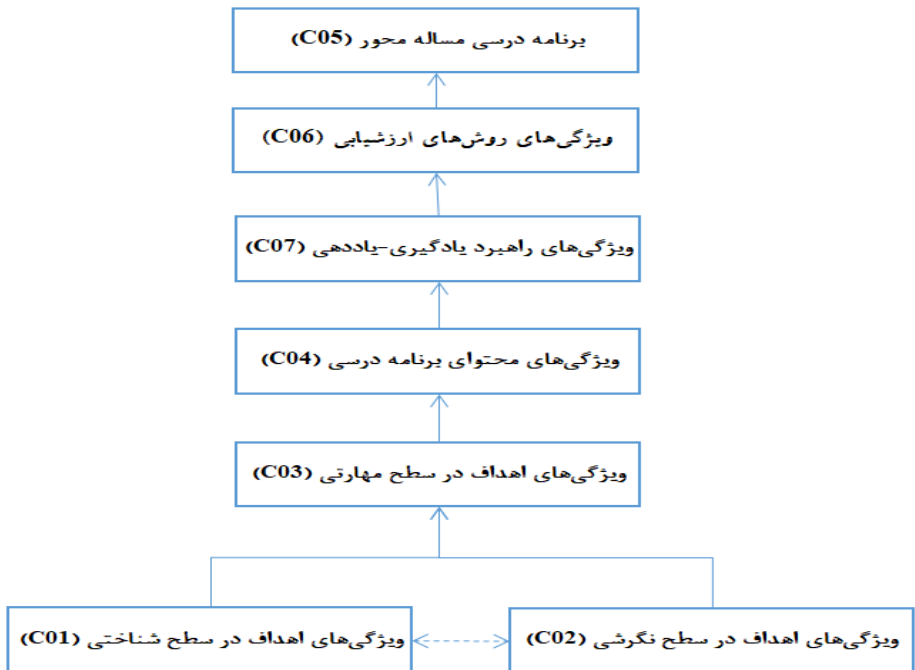 برنامه درسی مساله محور (C05)
ویژگی‌های روش‌های ارزشیابی (C06)
ویژگی‌های راهبرد یادگیری-یاددهی (C07)
ویژگی‌های محتوای برنامه درسی (C04)
ویژگی‌های اهداف در سطح مهارتی (C03)
ویژگی‌های اهداف در سطح نگرشی (C02)
ویژگی‌های اهداف در سطح شناختی (C01)